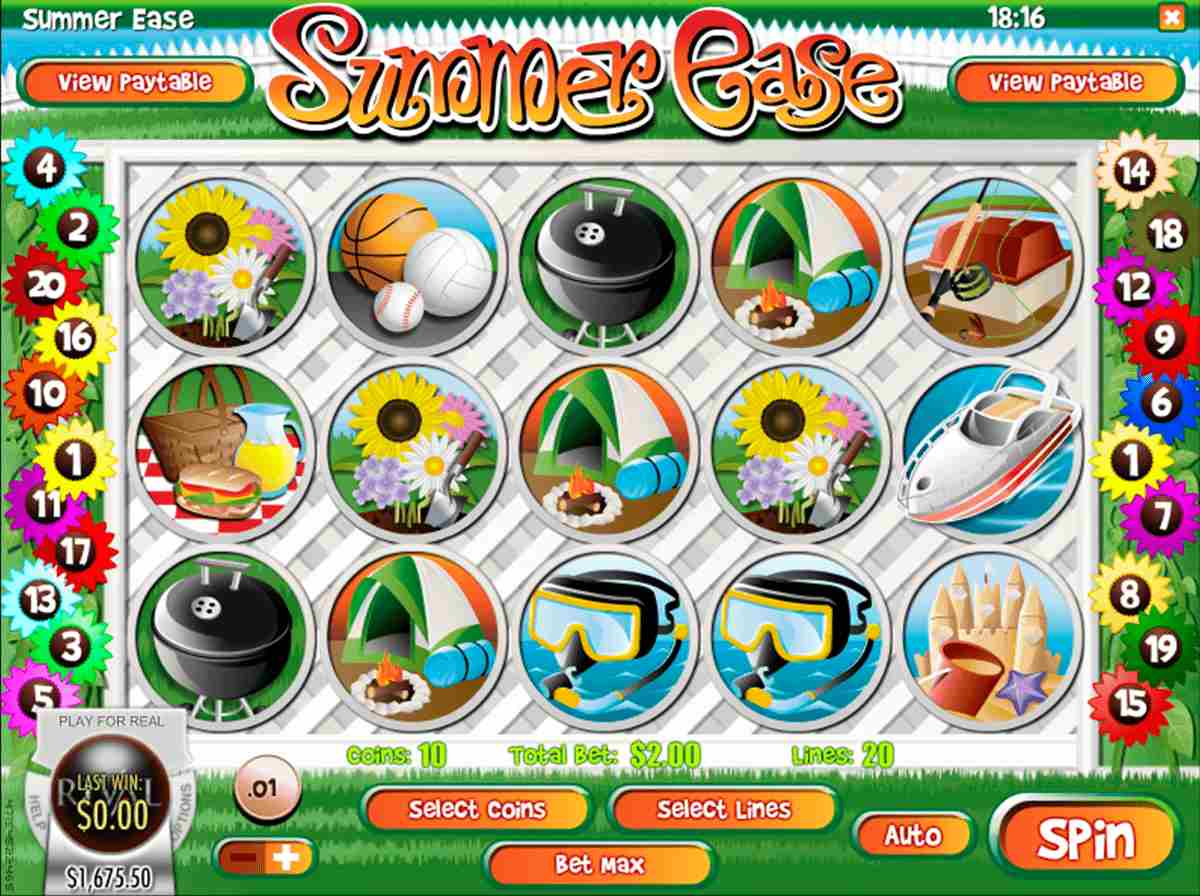 Summer Ease
18:16
View Paytable
Summer Ease
View Paytable
4
2
20
16
10
1
11
17
13
3
5
14
18
12
9
6
1
7
8
19
15
Coins: 10 Total Bet: $2.00 Lines: 20
PLAY FOR REAL
RIVAL
LAST WIN:
$0.00
HELP
OPTIONS
$1,675.50
.01
Select Coins
Select Lines
Bet Max
Auto
Spin